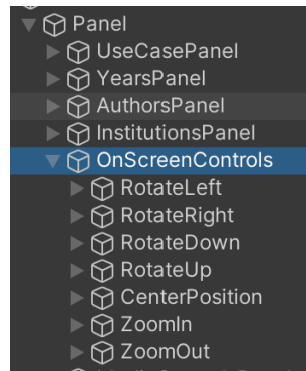 Panel
UseCasePanel
YearsPanel
AuthorsPanel
InstitutionsPanel
OnScreenControls
RotateLeft
RotateRight
RotateDown
RotateUp
CenterPosition
ZoomIn
ZoomOut